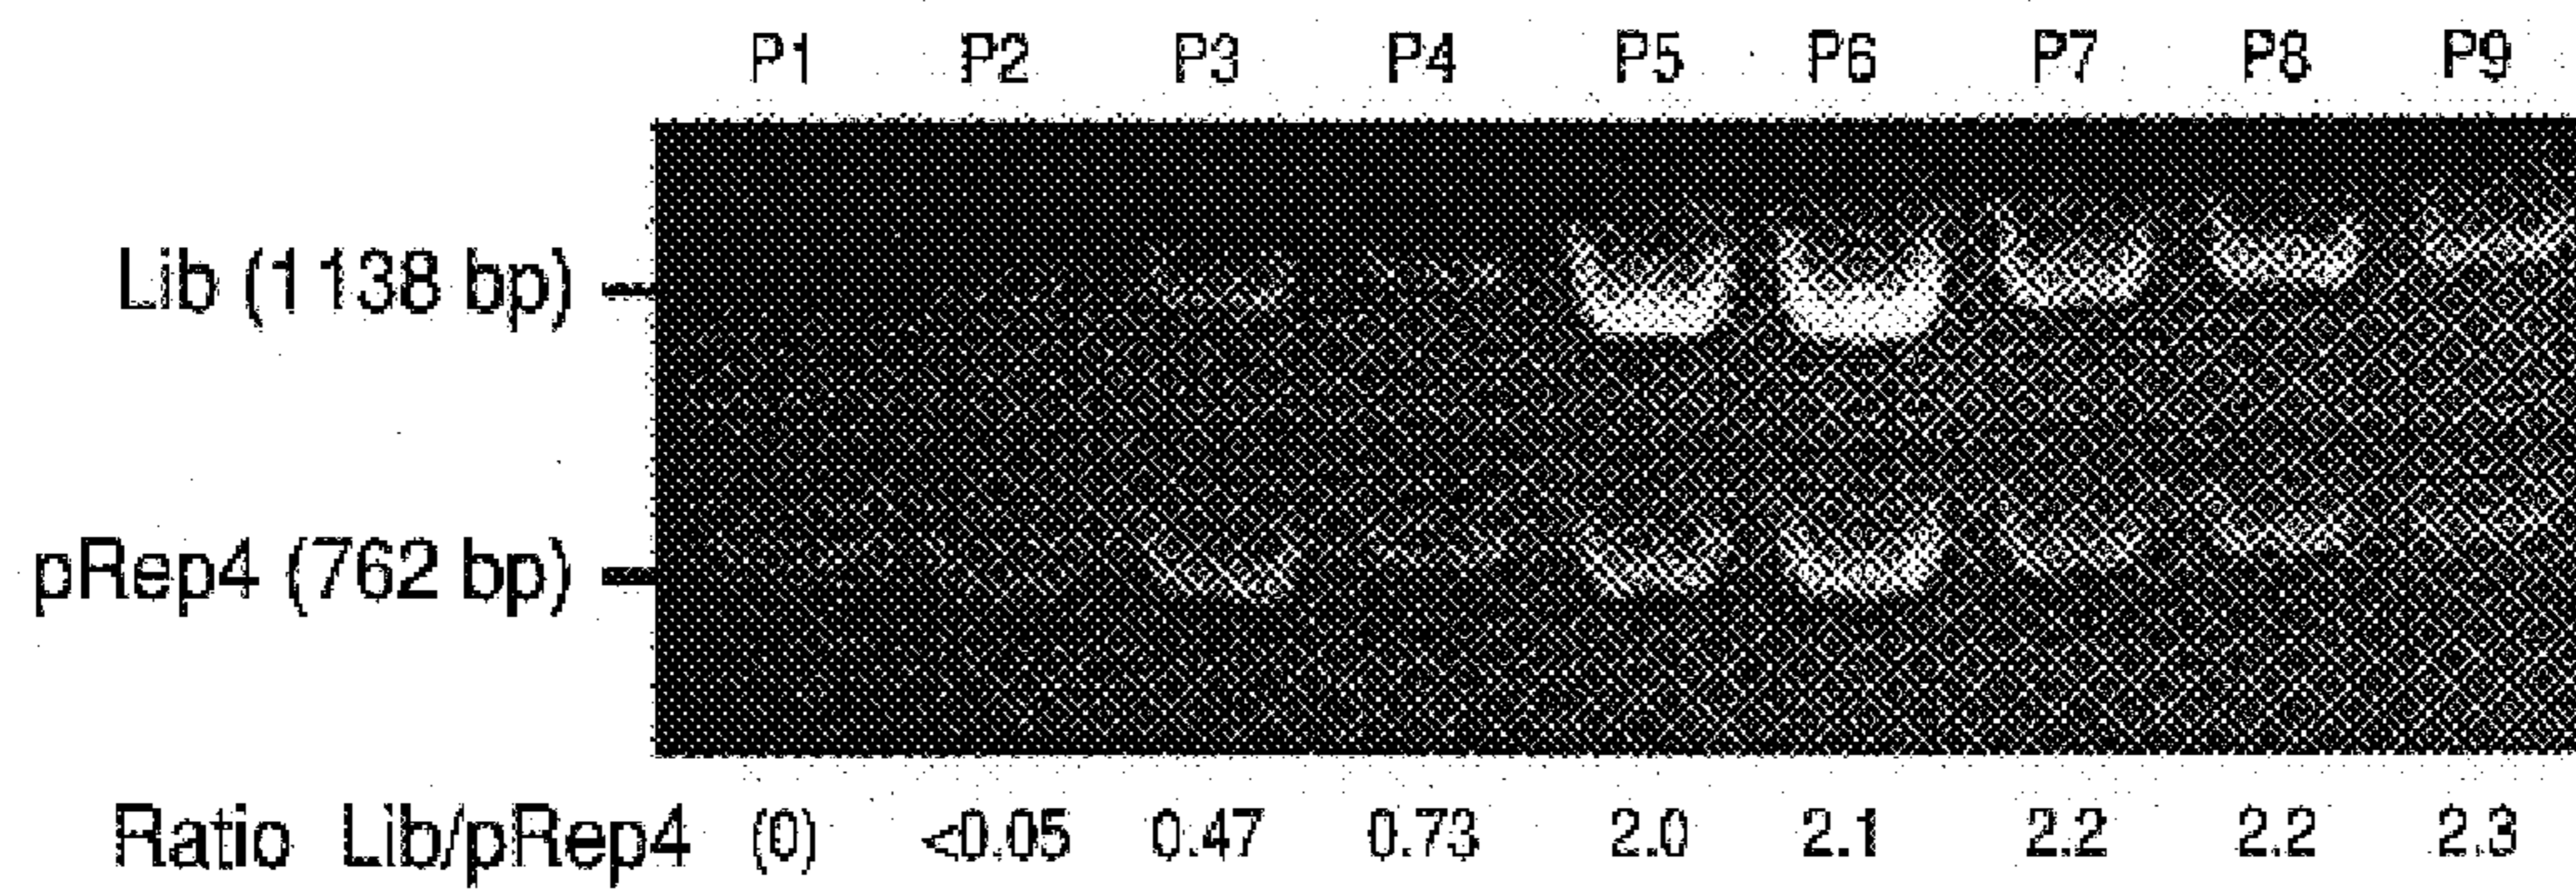 P1 P2 P3 P4 P5 P6 P7 P8 P9
Lib (1138 bp)
pRep4 (762 bp)
Ratio Lib/pRep4 (0) <0.05 0.47 0.73 2.0 2.1 2.2 2.2 2.3